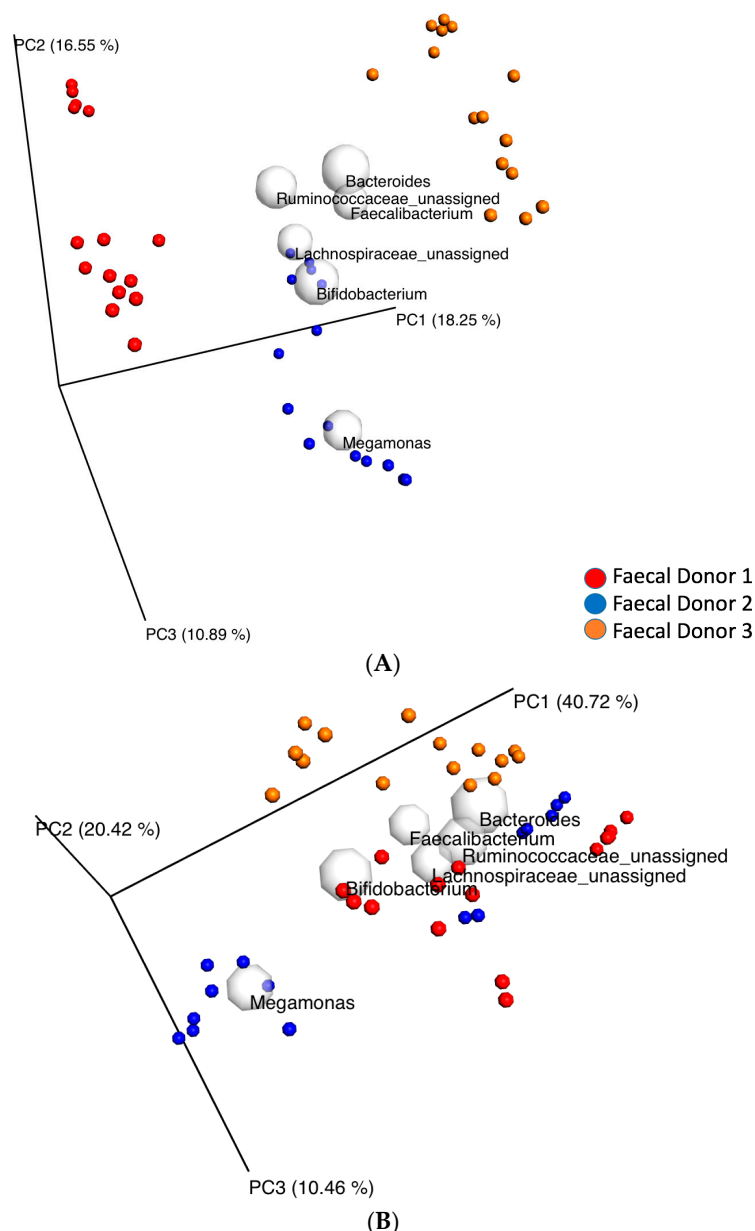 PC2 (16.55 %)
Bacteroides
Ruminococcaceae_unassigned
Faecalibacterium
Lachnospiraceae_unassigned
Bifidobacterium
PC1 (18.25 %)
Megamonas
Faecal Donor 1
Faecal Donor 2
Faecal Donor 3
PC3 (10.89 %)
(A)
PC1 (40.72 %)
PC2 (20.42 %)
Bacteroides
Faecalibacterium
Ruminococcaceae_unassigned
Lachnospiraceae_unassigned
Bifidobacterium
Megamonas
PC3 (10.46 %)
(B)